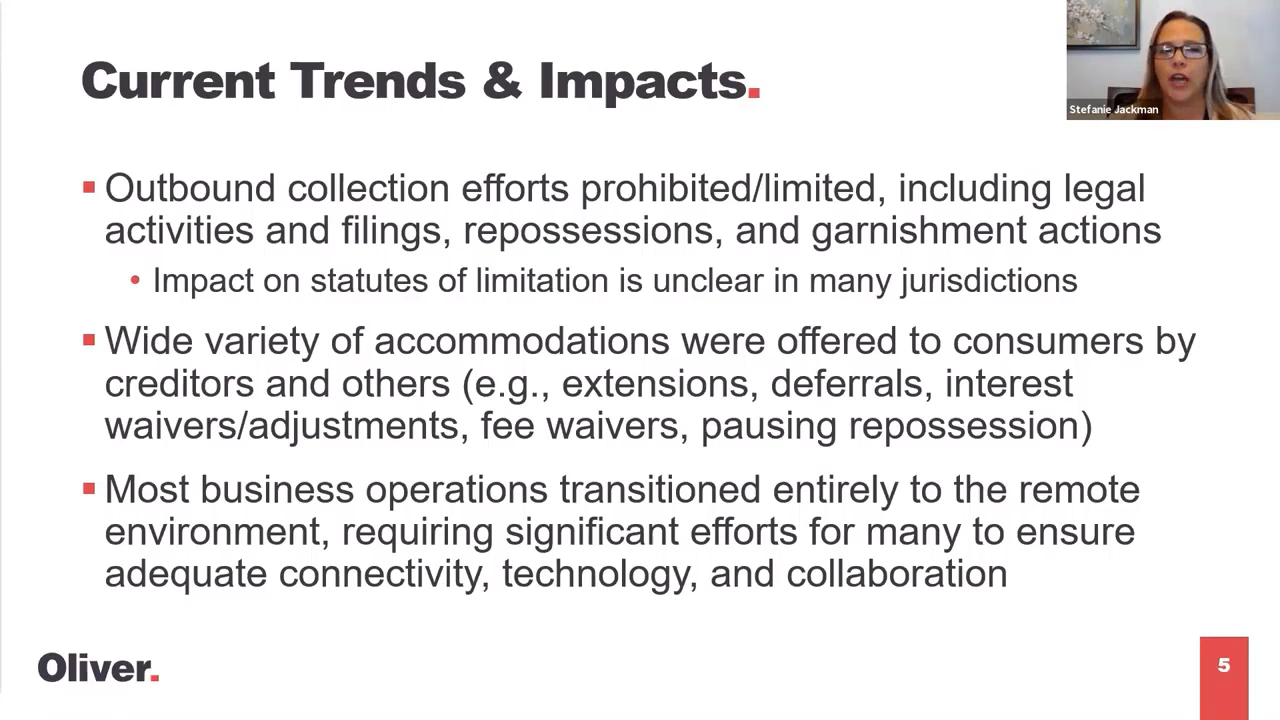 Current Trends & Impacts.
Stefanie Jackman
▪ Outbound collection efforts prohibited/limited, including legal
activities and filings, repossessions, and garnishment actions
• Impact on statutes of limitation is unclear in many jurisdictions
▪ Wide variety of accommodations were offered to consumers by
creditors and others (e.g., extensions, deferrals, interest
waivers/adjustments, fee waivers, pausing repossession)
▪ Most business operations transitioned entirely to the remote
environment, requiring significant efforts for many to ensure
adequate connectivity, technology, and collaboration
Oliver.
5